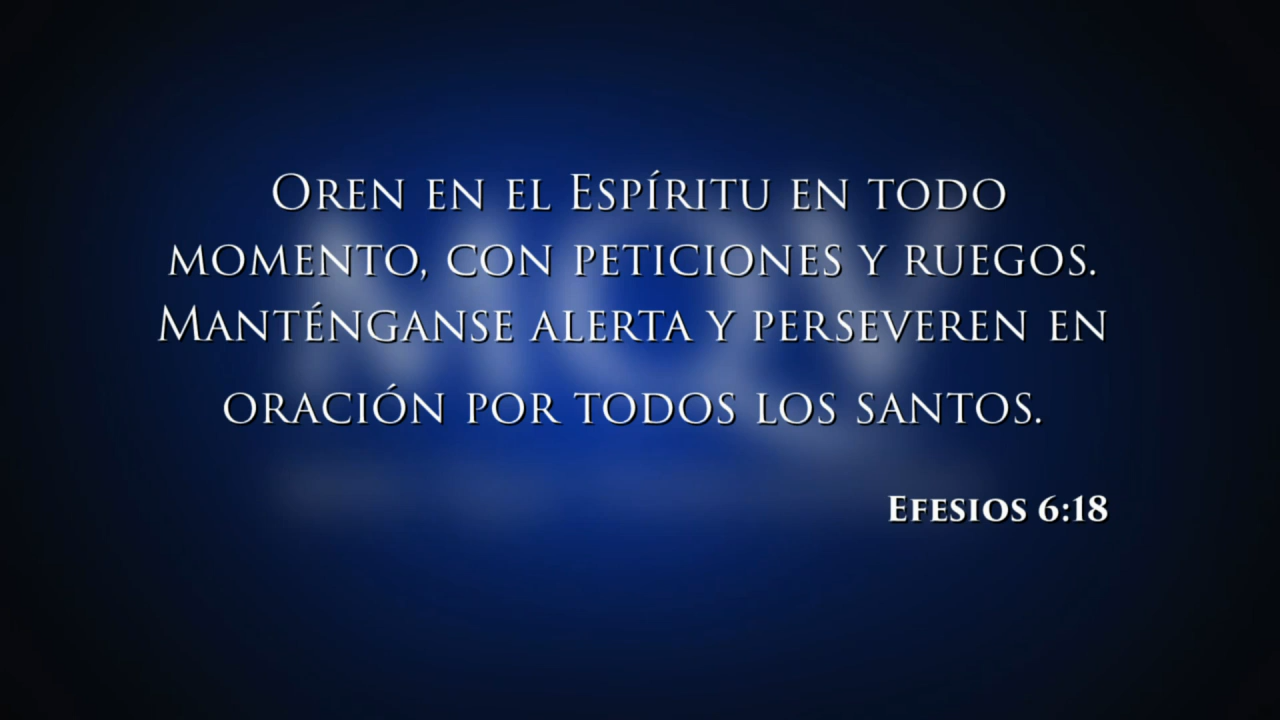 Oren en el Espíritu en todo
momento, con peticiones y ruegos.
Manténganse alerta y perseveren en
oración por todos los santos.
Efesios 6:18